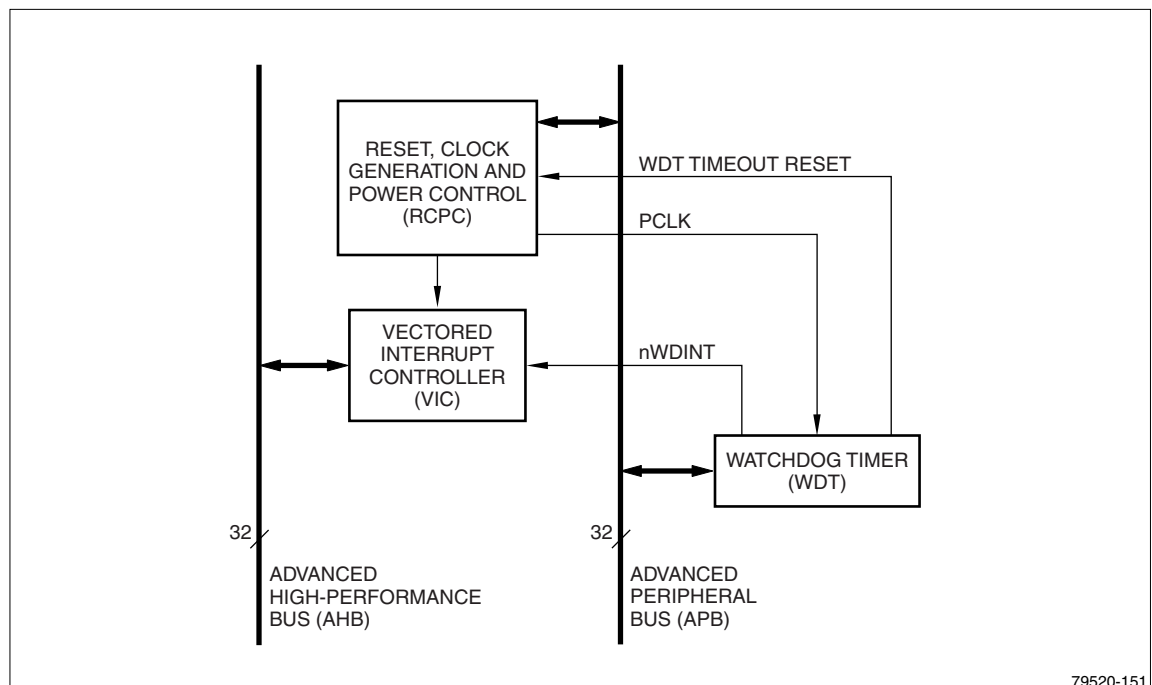 RESET, CLOCK
GENERATION AND
POWER CONTROL
(RCPC)
WDT TIMEOUT RESET
PCLK
VECTORED
INTERRUPT
CONTROLLER
(VIC)
nWDINT
WATCHDOG TIMER
(WDT)
32
32
ADVANCED
HIGH-PERFORMANCE
BUS (AHB)
ADVANCED
PERIPHERAL
BUS (APB)
79520-151